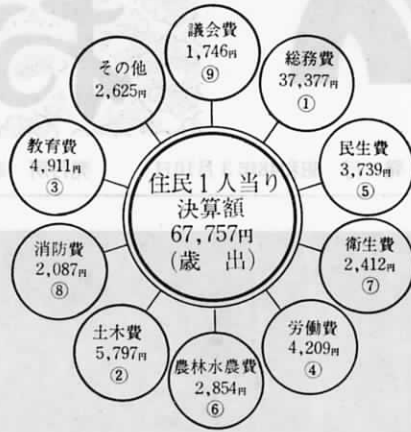 住民1人当り
決算額
67,757円
(歳 出)
議会費
1,746円
⑨
総務費
37,377円
①
民生費
3,739円
⑤
衛生費
2,412円
⑦
労働費
4,209円
④
農林水農費
2,854円
⑥
土木費
5,797円
②
消防費
2,087円
⑧
教育費
4,911円
③
その他
2,625円